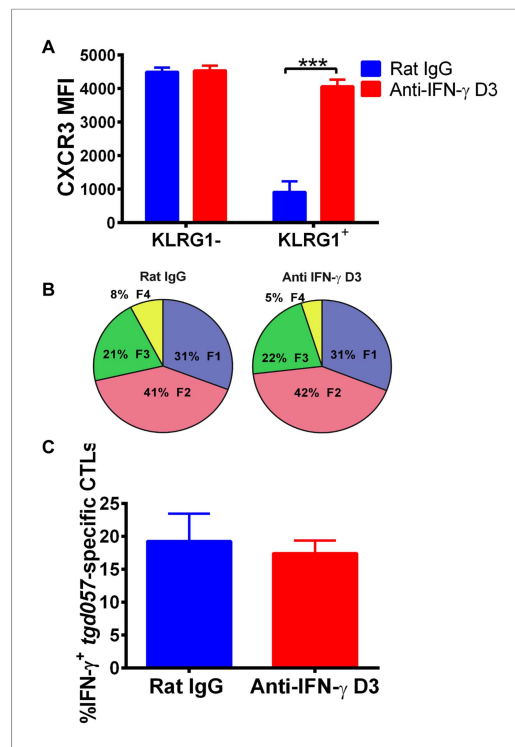 A
5000
4000
3000
2000
1000
0
CXCR3 MFI
***
Rat IgG
Anti-IFN-γ D3
KLRG1-
KLRG1+
B
Rat IgG
8% F4
21% F3
31% F1
41% F2
Anti IFN-γ D3
5% F4
22% F3
31% F1
42% F2
C
%IFN-γ+ tgd057-specific CTLs
25
20
15
10
5
0
Rat IgG
Anti-IFN-γ D3